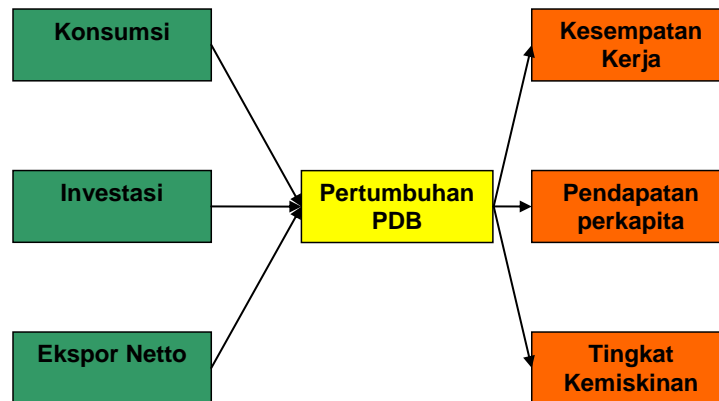 Konsumsi
Kesempatan
Kerja
Investasi
Pertumbuhan
PDB
Pendapatan
perkapita
Ekspor Netto
Tingkat
Kemiskinan